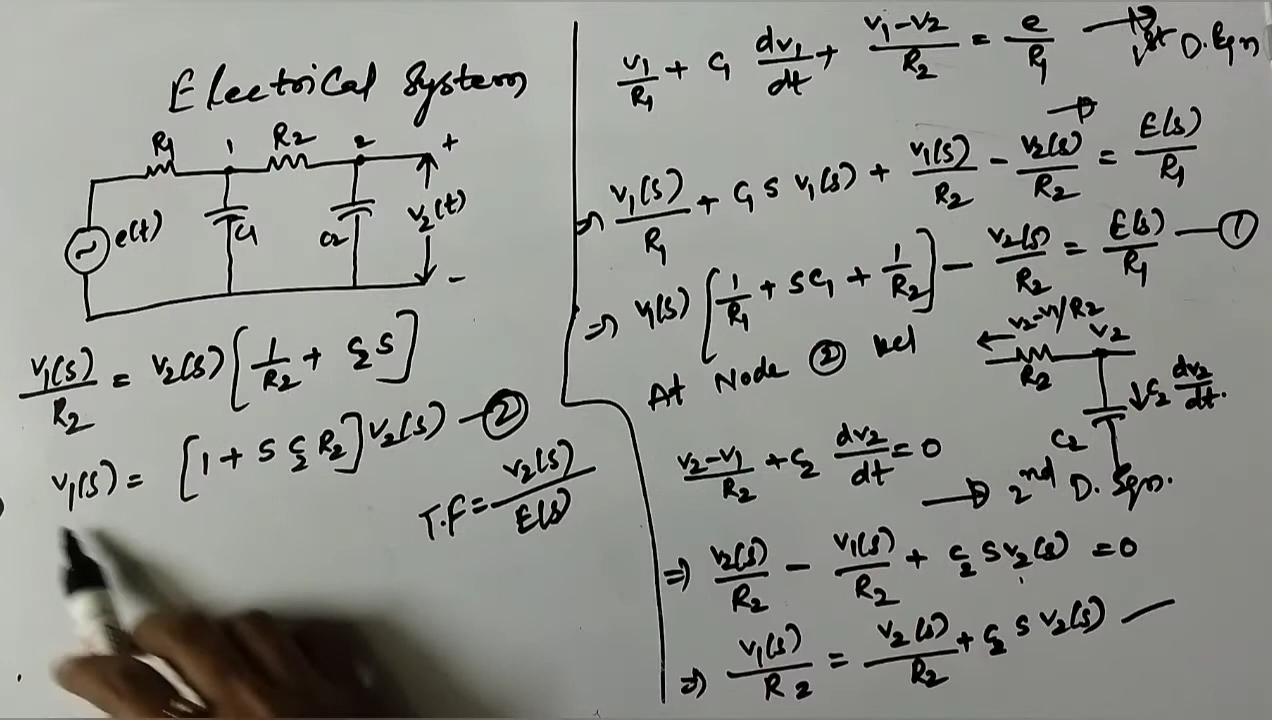 Electrical System
R1 1 R2 2 +
e(t) C1 C2 v2(t)
-
v1(s)/R2 = v2(s)[1/R2 + C2s]
v1(s) = [1 + sC2R2]v2(s) — ②
T.F = v2(s)/E(s)
v1/R1 + C1 dv1/dt + (v1-v2)/R2 = e/R1 → 1st D. Eqn
⇒ v1(s)/R1 + C1 s v1(s) + v1(s)/R2 - v2(s)/R2 = E(s)/R1
⇒ v1(s)[1/R1 + sC1 + 1/R2] - v2(s)/R2 = E(s)/R1 — ①
At Node ② kcl
← v2-v1/R2 v2
R2 ↓C2 dv2/dt.
C2
(v2-v1)/R2 + C2 dv2/dt = 0
→ 2nd D. Eqn.
⇒ v2(s)/R2 - v1(s)/R2 + C2 s v2(s) = 0
⇒ v1(s)/R2 = v2(s)/R2 + C2 s v2(s) —